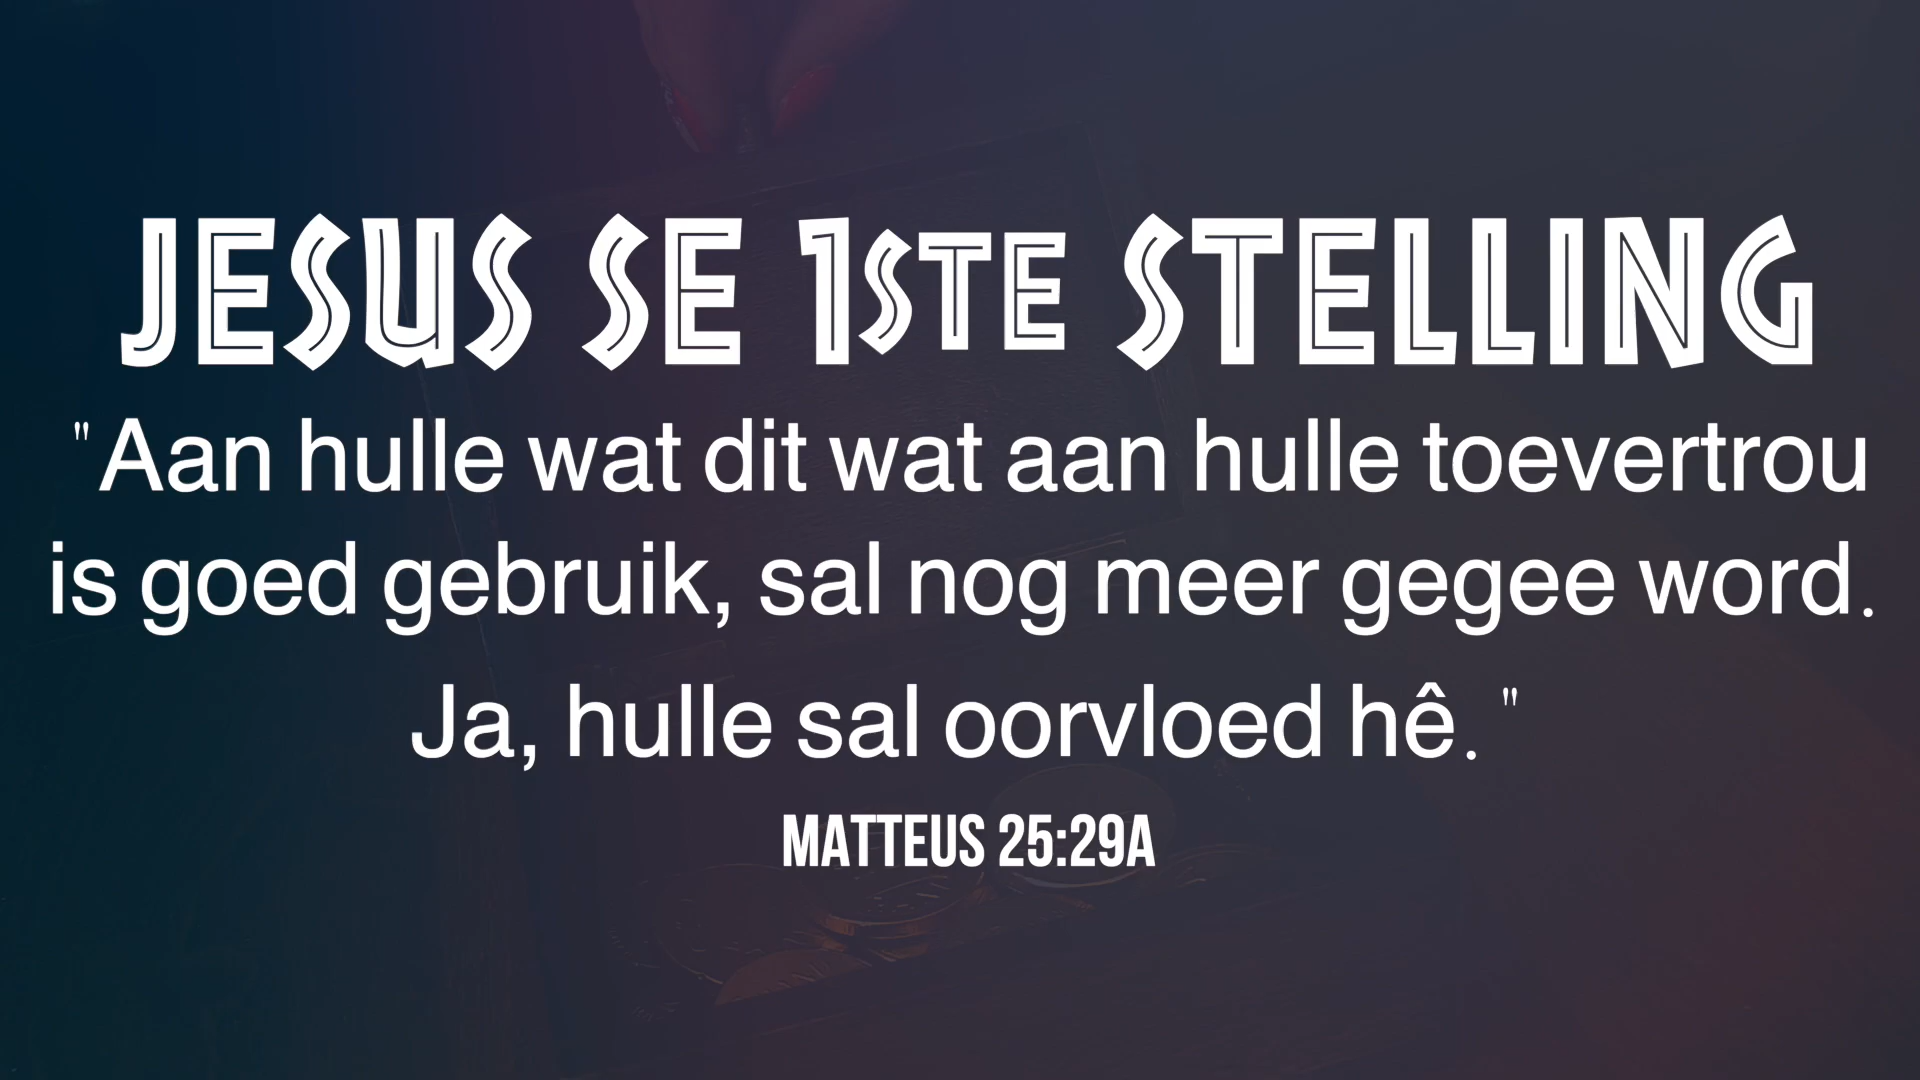 JESUS SE 1STE STELLING
"Aan hulle wat dit wat aan hulle toevertrou
is goed gebruik, sal nog meer gegee word.
Ja, hulle sal oorvloed hê."
MATTEUS 25:29A